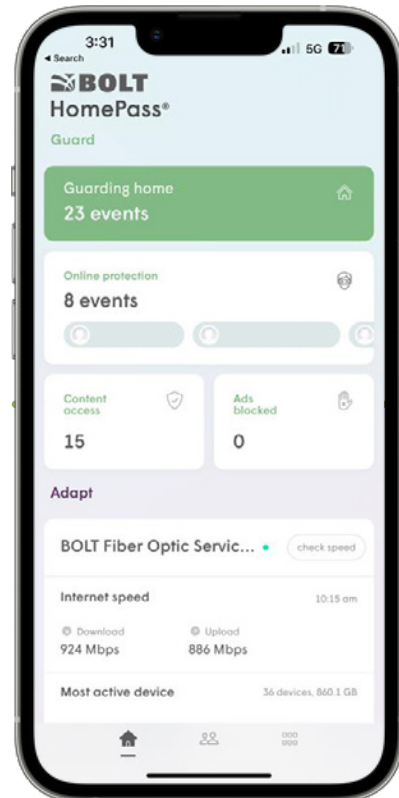 3:31
5G 71
Search
BOLT
HomePass®
Guard
Guarding home
23 events
Online protection
8 events
Content
access
15
Ads
blocked
0
Adapt
BOLT Fiber Optic Servic...
check speed
Internet speed
10:15 am
Download
Upload
924 Mbps
886 Mbps
Most active device
36 devices, 860.1 GB